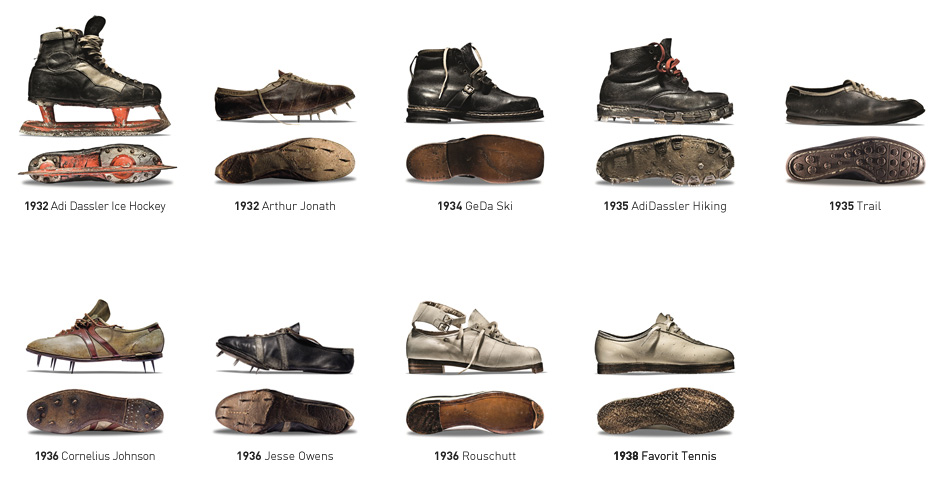 1932 Adi Dassler Ice Hockey
1932 Arthur Jonath
1934 GeDa Ski
1935 AdiDassler Hiking
1935 Trail
1936 Cornelius Johnson
1936 Jesse Owens
1936 Rouschutt
1938 Favorit Tennis